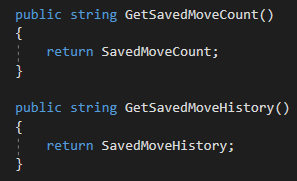 public string GetSavedMoveCount()
{
    return SavedMoveCount;
}

public string GetSavedMoveHistory()
{
    return SavedMoveHistory;
}